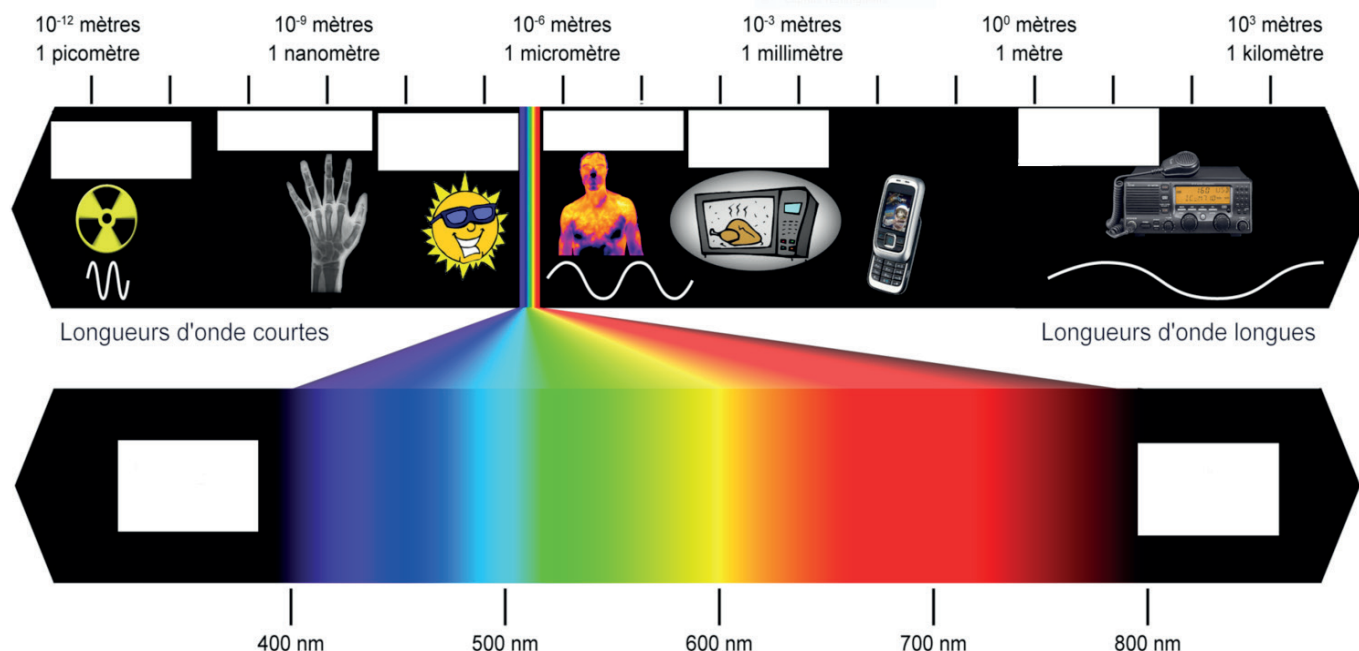 10-12 mètres 10-9 mètres 10-6 mètres 10-3 mètres 100 mètres 103 mètres
1 picomètre 1 nanomètre 1 micromètre 1 millimètre 1 mètre 1 kilomètre
Longueurs d'onde courtes Longueurs d'onde longues
400 nm 500 nm 600 nm 700 nm 800 nm